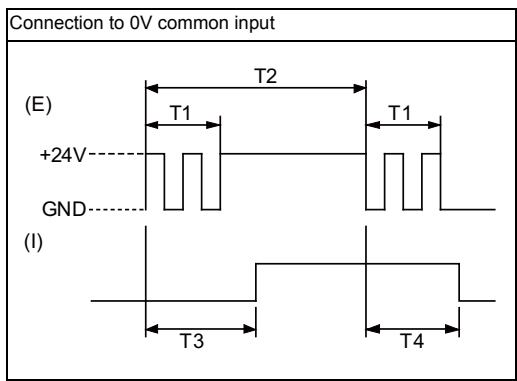 Connection to 0V common input
T2
(E)
T1
T1
+24V
GND
(I)
T3
T4